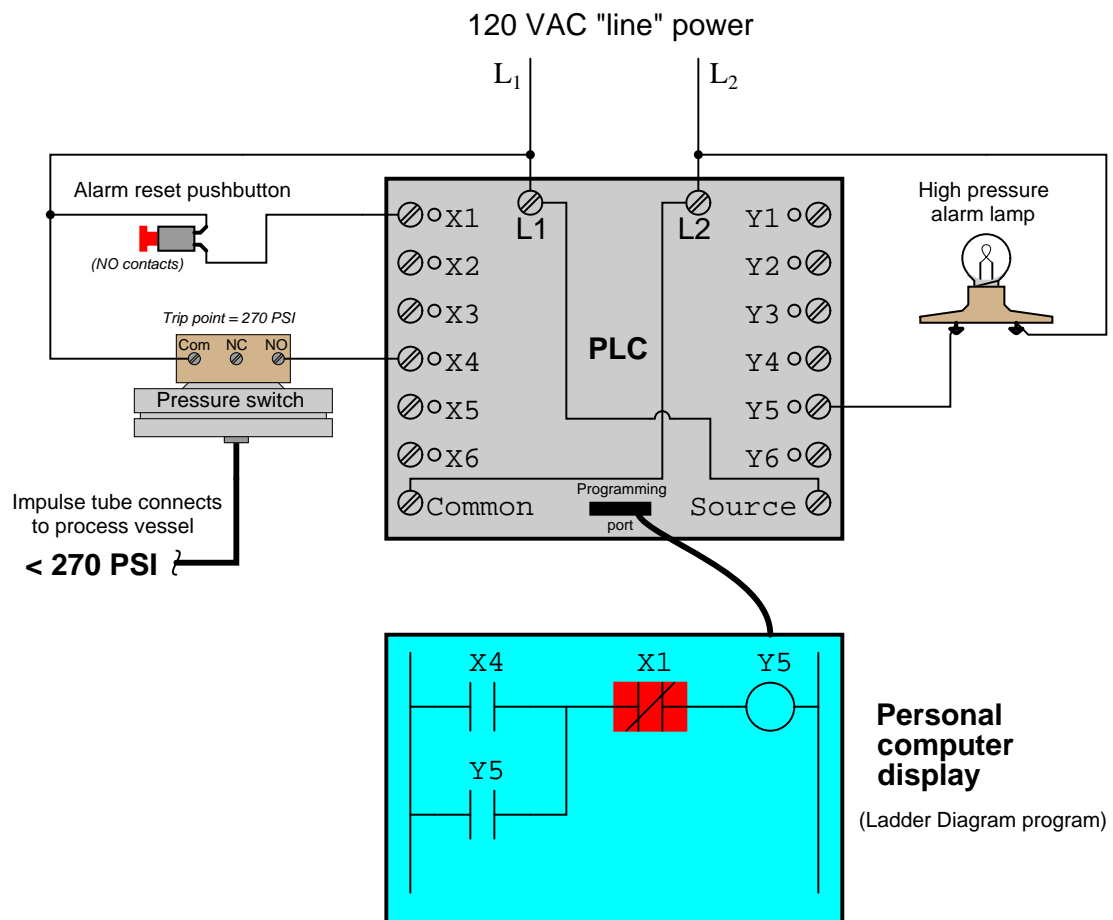 120 VAC "line" power
L1
L2
Alarm reset pushbutton
(NO contacts)
High pressure
alarm lamp
L1
L2
X1
X2
X3
X4
X5
X6
Common
Y1
Y2
Y3
Y4
Y5
Y6
Source
PLC
Programming
port
Trip point = 270 PSI
Com NC NO
Pressure switch
Impulse tube connects
to process vessel
< 270 PSI
X4
X1
Y5
Y5
Personal
computer
display
(Ladder Diagram program)